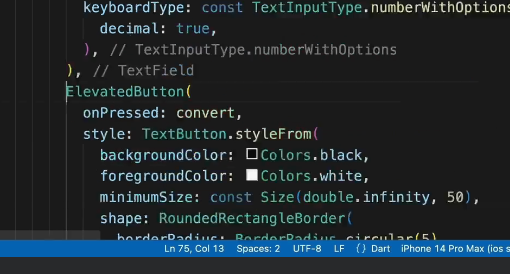 keyboardType: const TextInputType.numberWithOptions
decimal: true,
), // TextInputType.numberWithOptions
), // TextField
ElevatedButton(
onPressed: convert,
style: TextButton.styleFrom(
backgroundColor: Colors.black,
foregroundColor: Colors.white,
minimumSize: const Size(double.infinity, 50),
shape: RoundedRectangleBorder(
borderRadius: BorderRadius.circular(5)
Ln 75, Col 13 Spaces: 2 UTF-8 LF {} Dart iPhone 14 Pro Max (ios s